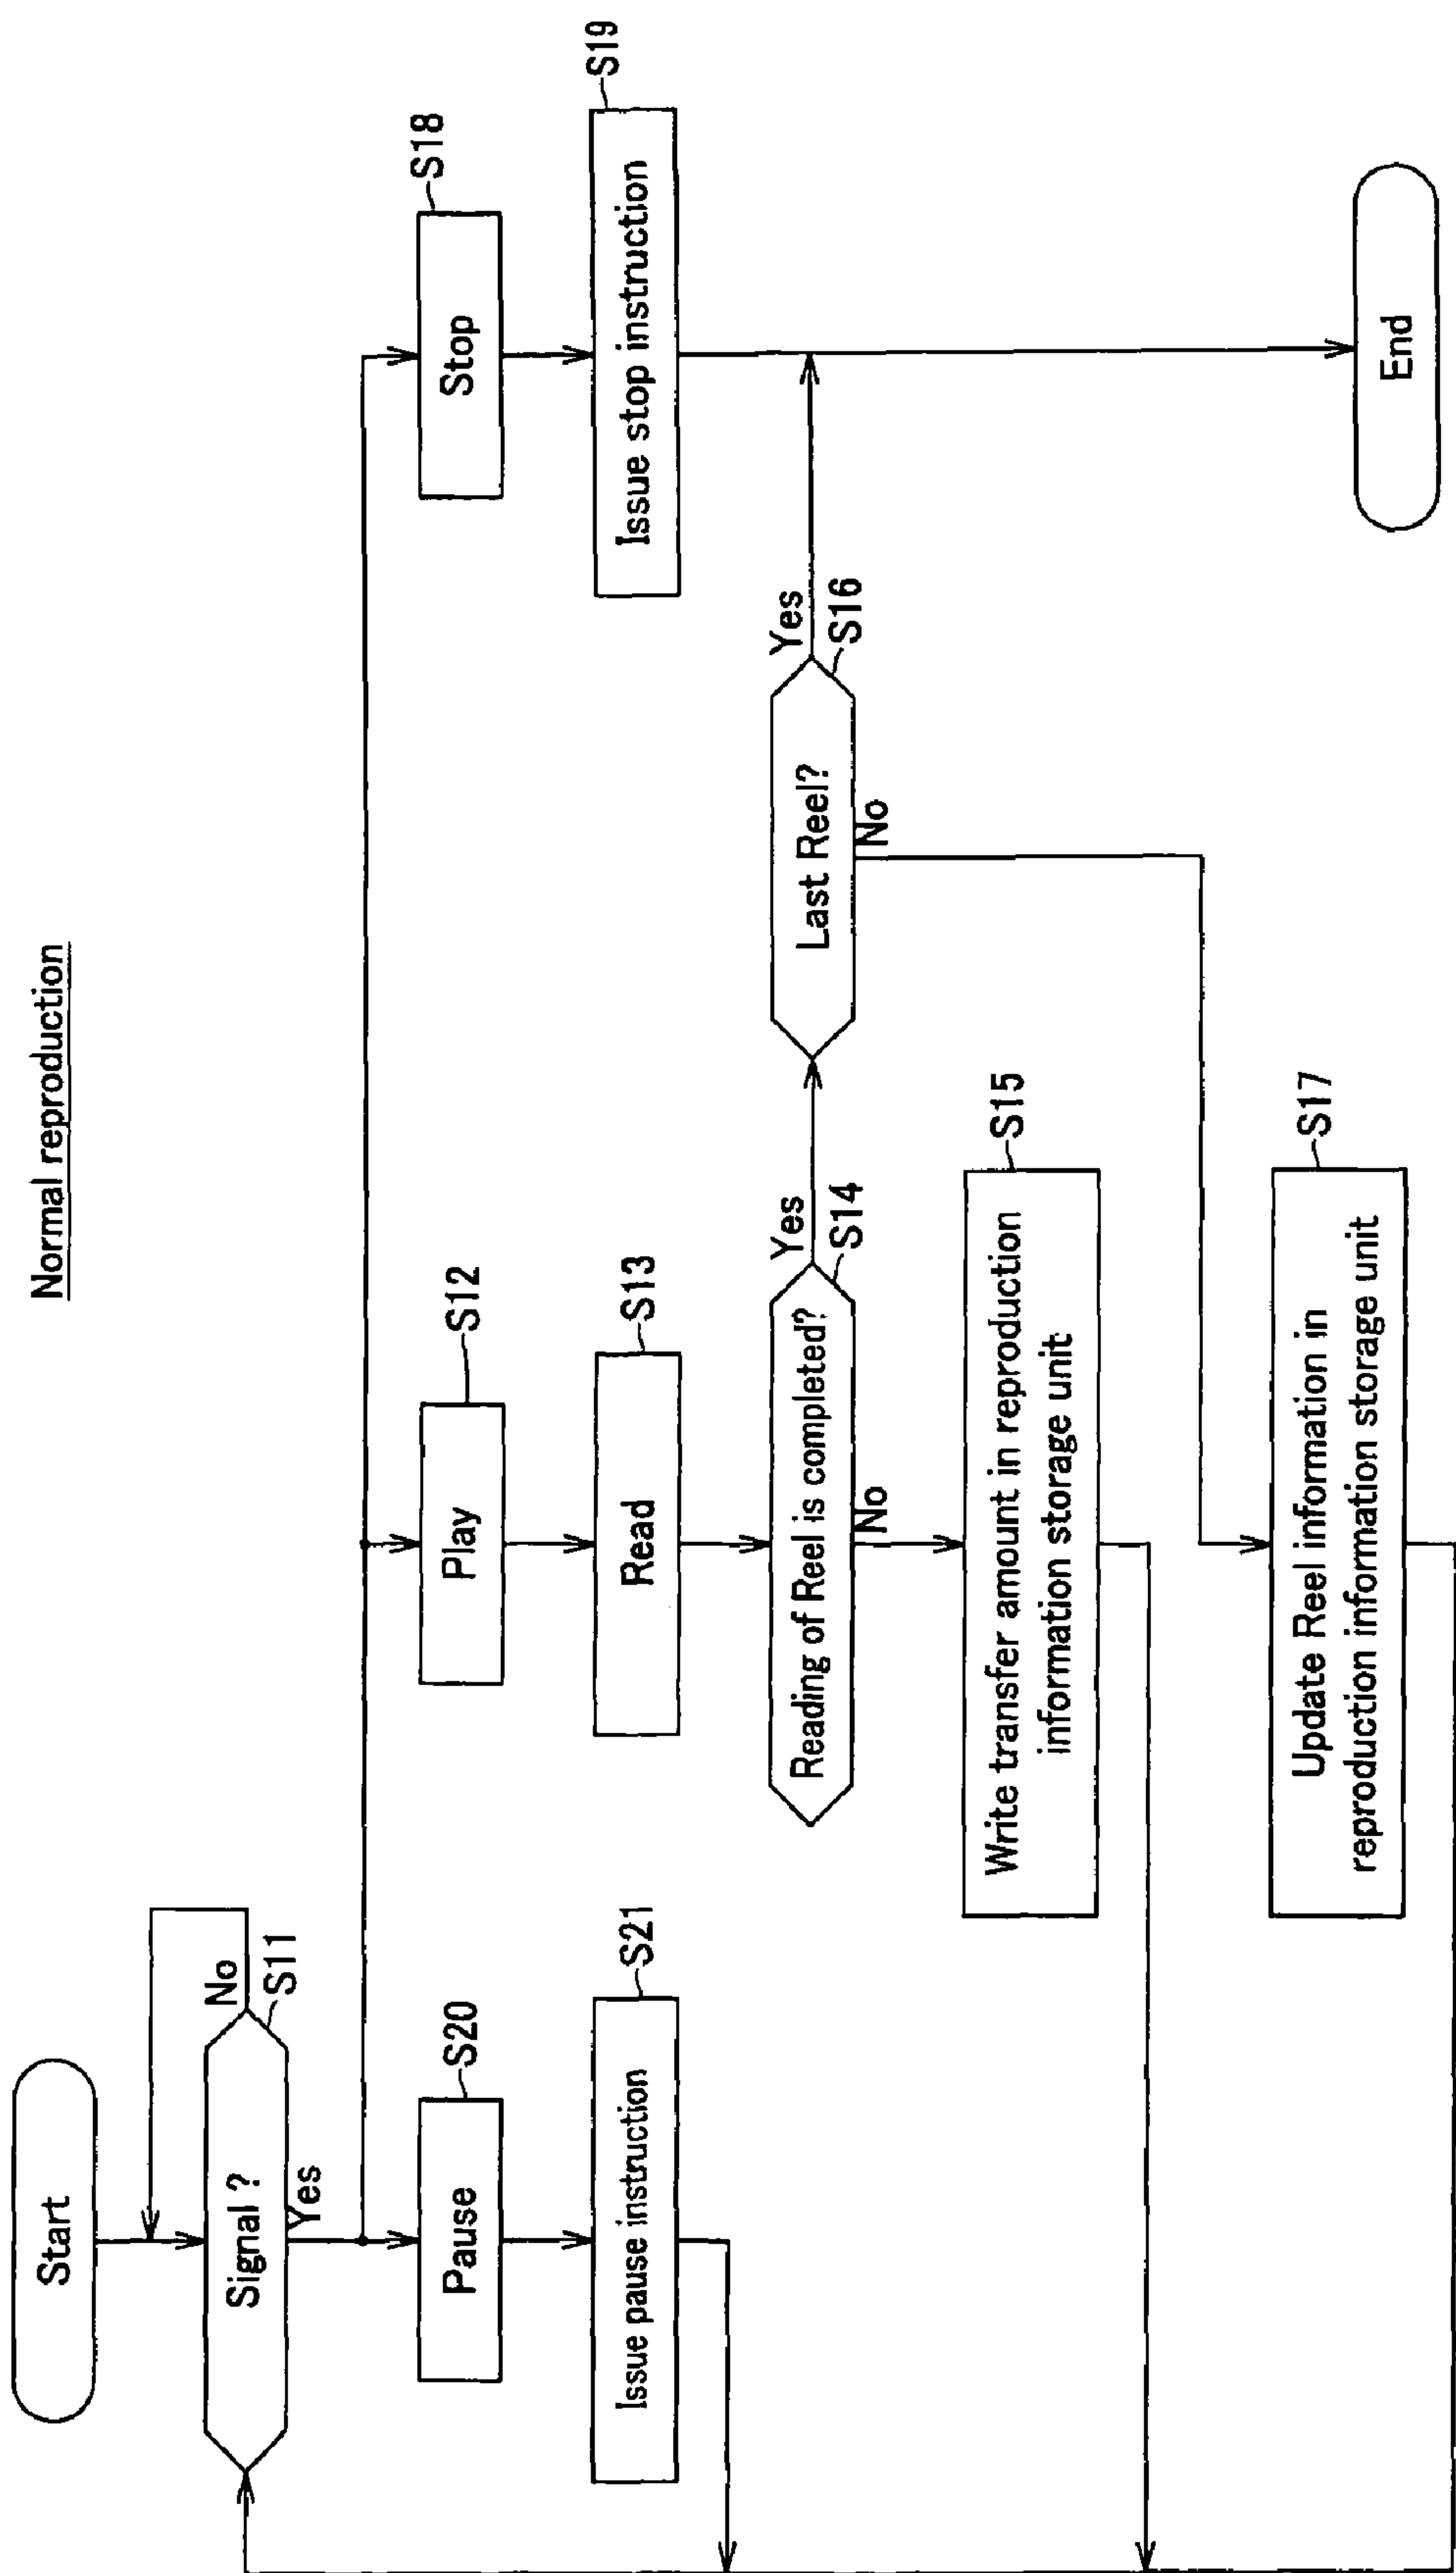 Normal reproduction
Start
Signal ?
No
S11
Yes
Pause
S20
Issue pause instruction
S21
Play
S12
Read
S13
Reading of Reel is completed?
Yes
S14
No
Write transfer amount in reproduction
information storage unit
S15
Last Reel?
Yes
S16
No
Update Reel information in
reproduction information storage unit
S17
Stop
S18
Issue stop instruction
S19
End